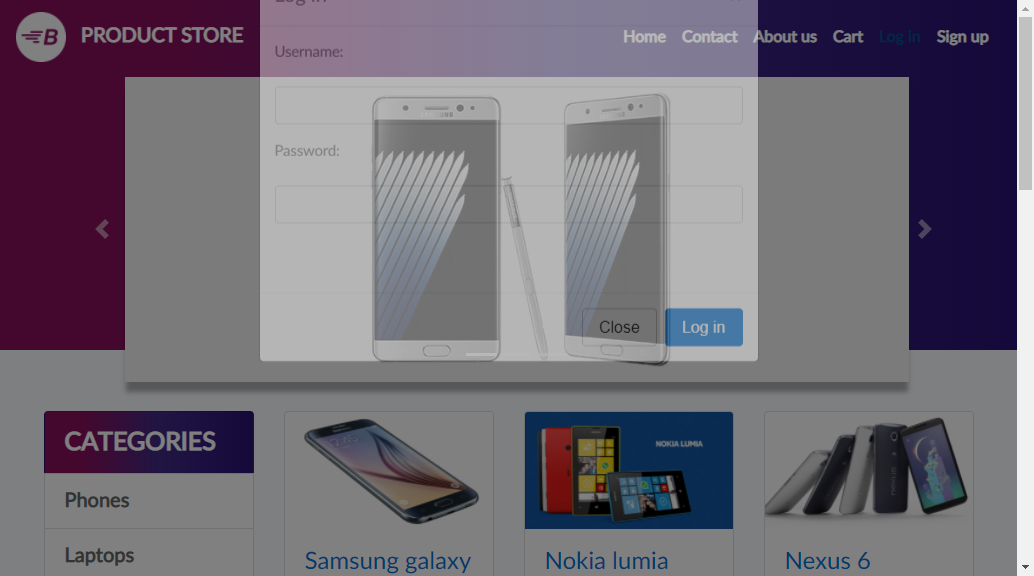 Log in
B PRODUCT STORE
Home Contact About us Cart Log in Sign up
Username:
SAMSUNG
Password:
Close Log in
CATEGORIES
Phones
Laptops
NOKIA LUMIA
Samsung galaxy
Nokia lumia
Nexus 6